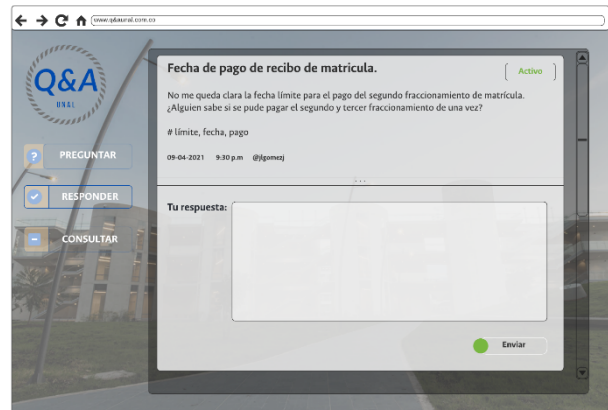 www.q&aunal.com.co
Q&A
UNAL
PREGUNTAR
RESPONDER
CONSULTAR
Fecha de pago de recibo de matricula.
Activo
No me queda clara la fecha límite para el pago del segundo fraccionamiento de matrícula.
¿Alguien sabe si se pude pagar el segundo y tercer fraccionamiento de una vez?
# límite, fecha, pago
09-04-2021 9:30 p.m @jlgomezj
...
Tu respuesta:
Enviar